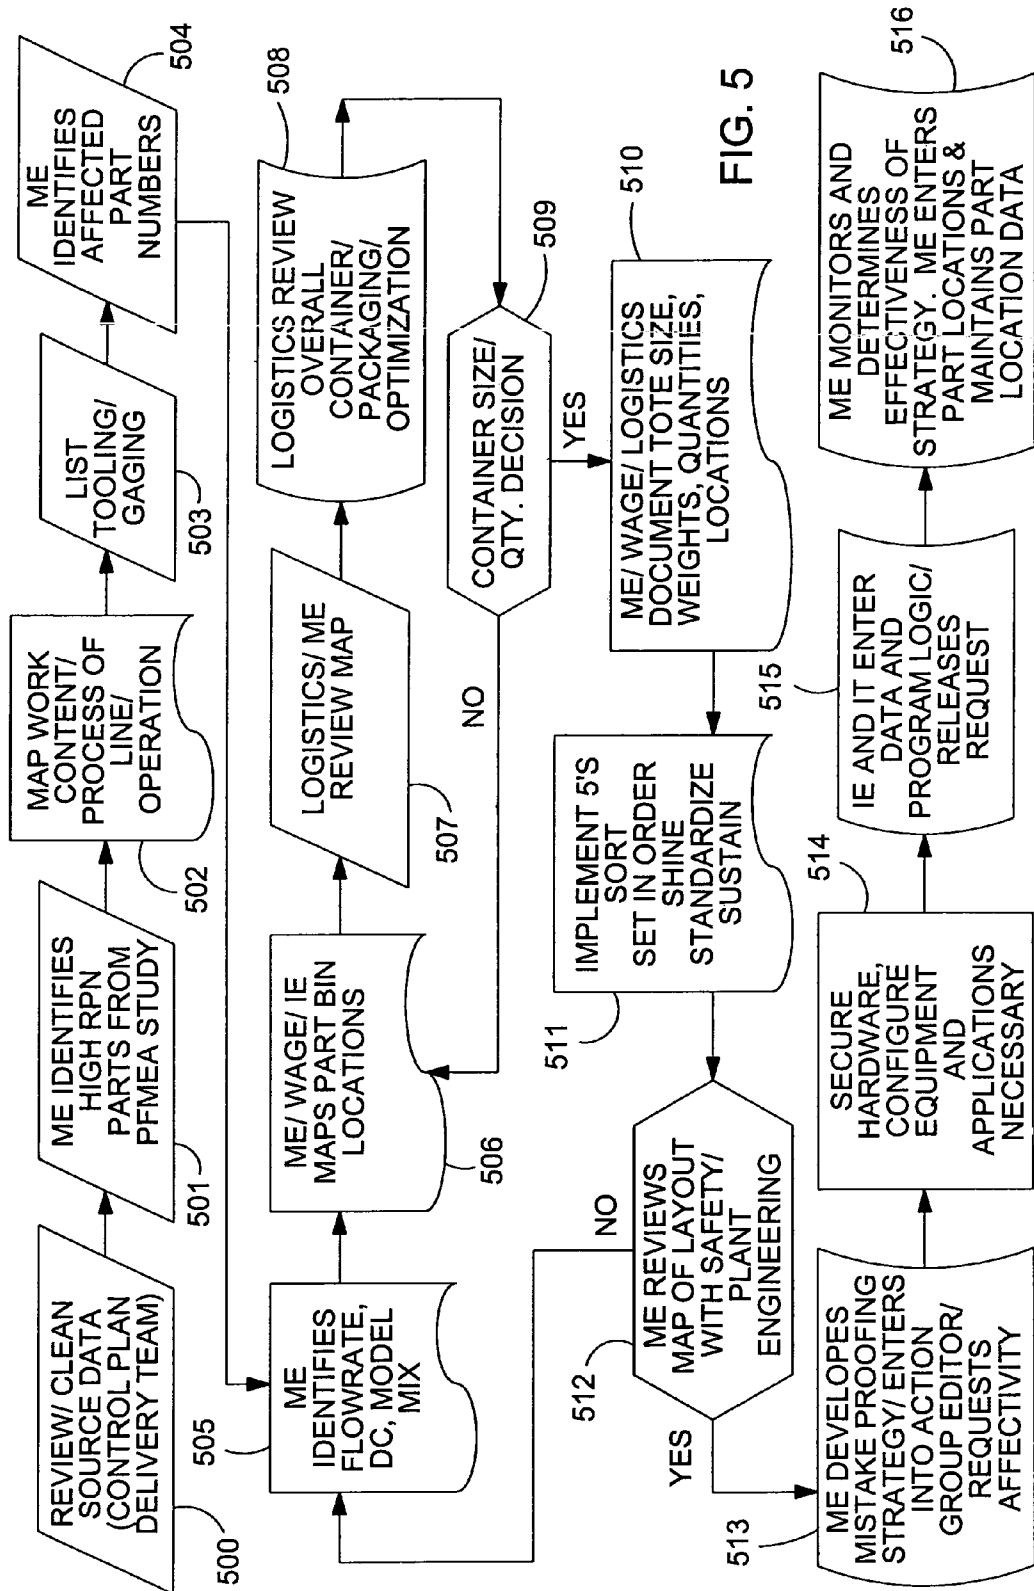 REVIEW/ CLEAN
SOURCE DATA
(CONTROL PLAN
DELIVERY TEAM)
500
ME IDENTIFIES
HIGH RPN
PARTS FROM
PFMEA STUDY
501
MAP WORK
CONTENT/
PROCESS OF
LINE/
OPERATION
502
LIST
TOOLING/
GAGING
503
ME
IDENTIFIES
AFFECTED
PART
NUMBERS
504
505
ME
IDENTIFIES
FLOWRATE,
DC, MODEL
MIX
ME/ WAGE/ IE
MAPS PART BIN
LOCATIONS
506
LOGISTICS/ ME
REVIEW MAP
507
LOGISTICS REVIEW
OVERALL
CONTAINER/
PACKAGING/
OPTIMIZATION
508
CONTAINER SIZE/
QTY. DECISION
509
NO
YES
ME/ WAGE/ LOGISTICS
DOCUMENT TOTE SIZE,
WEIGHTS, QUANTITIES,
LOCATIONS
510
IMPLEMENT 5'S
SORT
SET IN ORDER
SHINE
STANDARDIZE
SUSTAIN
511
ME REVIEWS
MAP OF LAYOUT
WITH SAFETY/
PLANT
ENGINEERING
512
NO
YES
ME DEVELOPES
MISTAKE PROOFING
STRATEGY/ ENTERS
INTO ACTION
GROUP EDITOR/
REQUESTS
AFFECTIVITY
513
SECURE
HARDWARE,
CONFIGURE
EQUIPMENT
AND
APPLICATIONS
NECESSARY
514
IE AND IT ENTER
DATA AND
PROGRAM LOGIC/
RELEASES
REQUEST
515
ME MONITORS AND
DETERMINES
EFFECTIVENESS OF
STRATEGY. ME ENTERS
PART LOCATIONS &
MAINTAINS PART
LOCATION DATA
516
FIG. 5